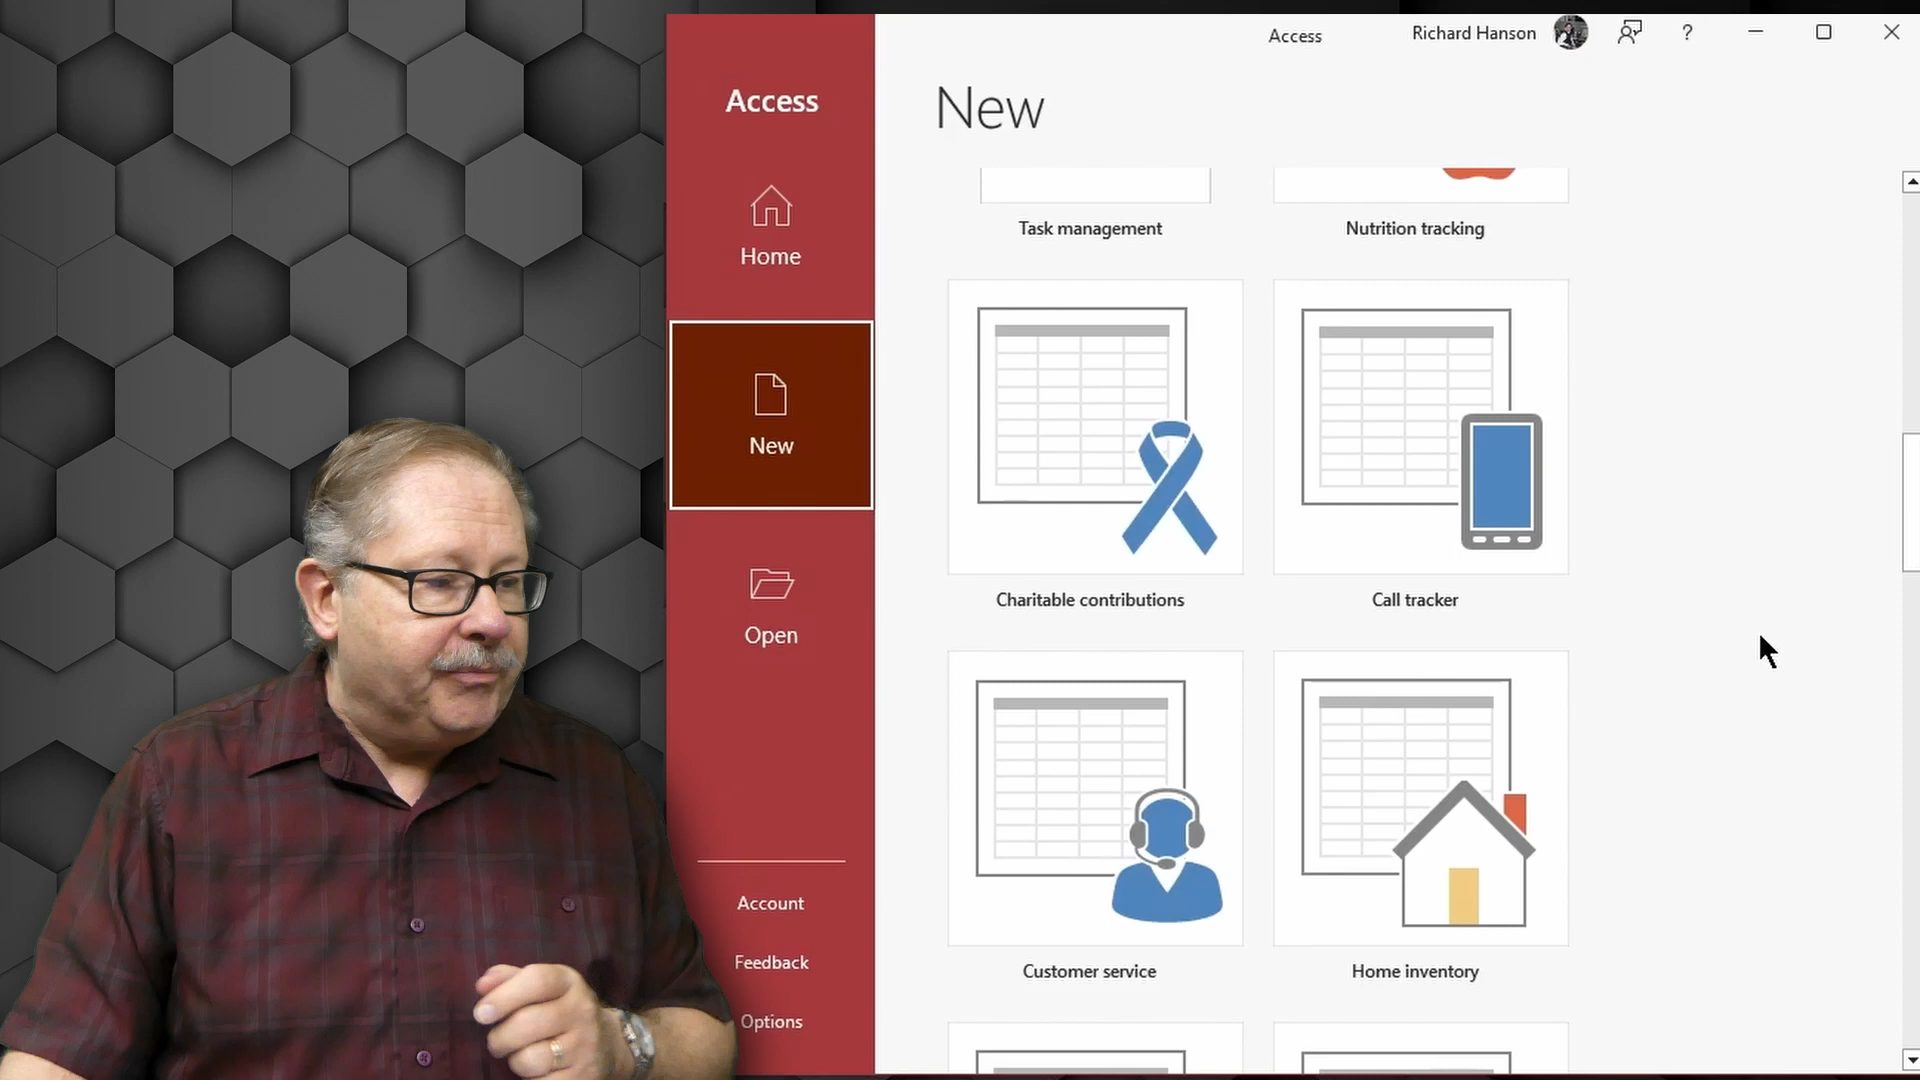 Access
Richard Hanson
?
Access
New
Home
Task management
Nutrition tracking
New
Charitable contributions
Call tracker
Open
Account
Customer service
Home inventory
Feedback
Options